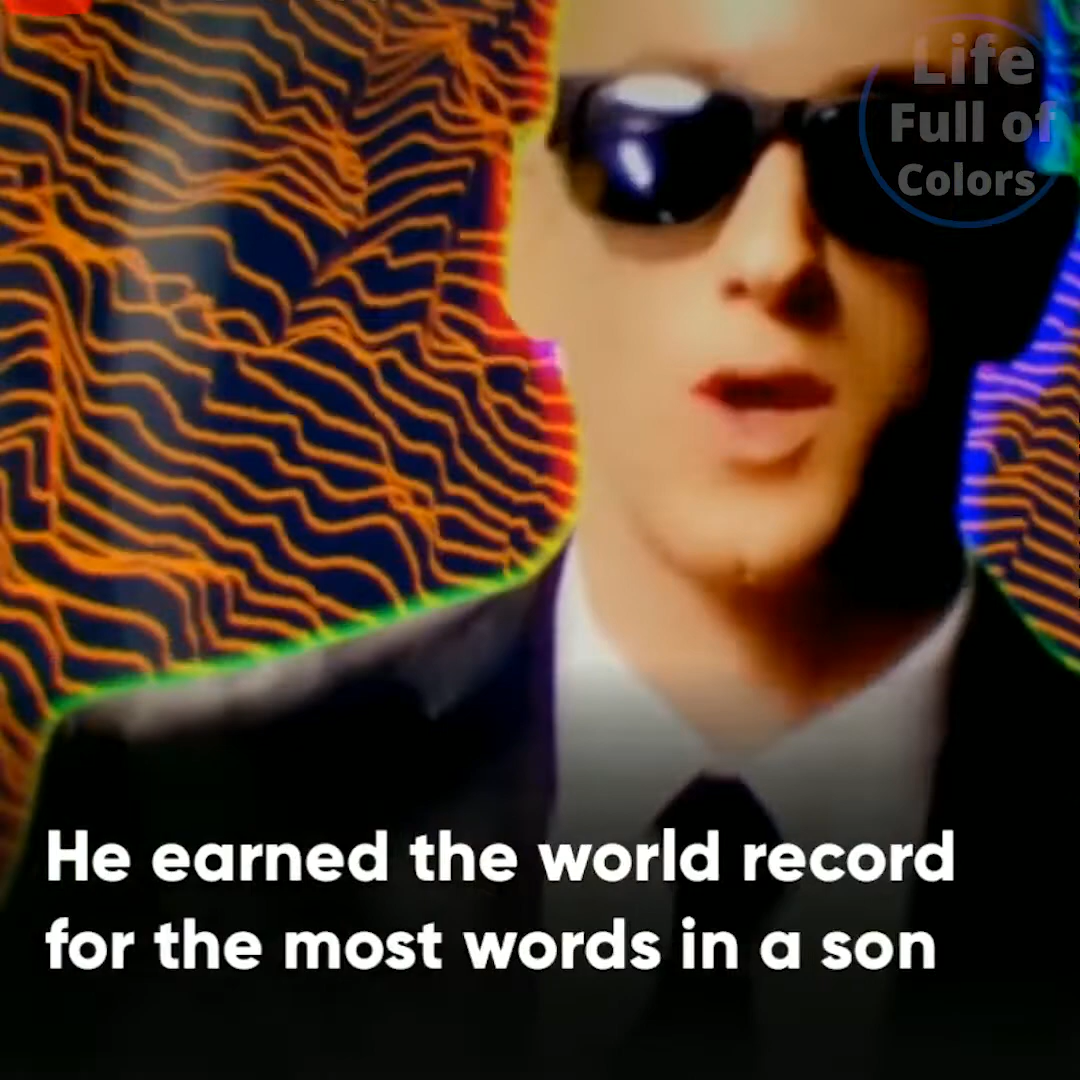 Life
Full of
Colors
He earned the world record
for the most words in a son